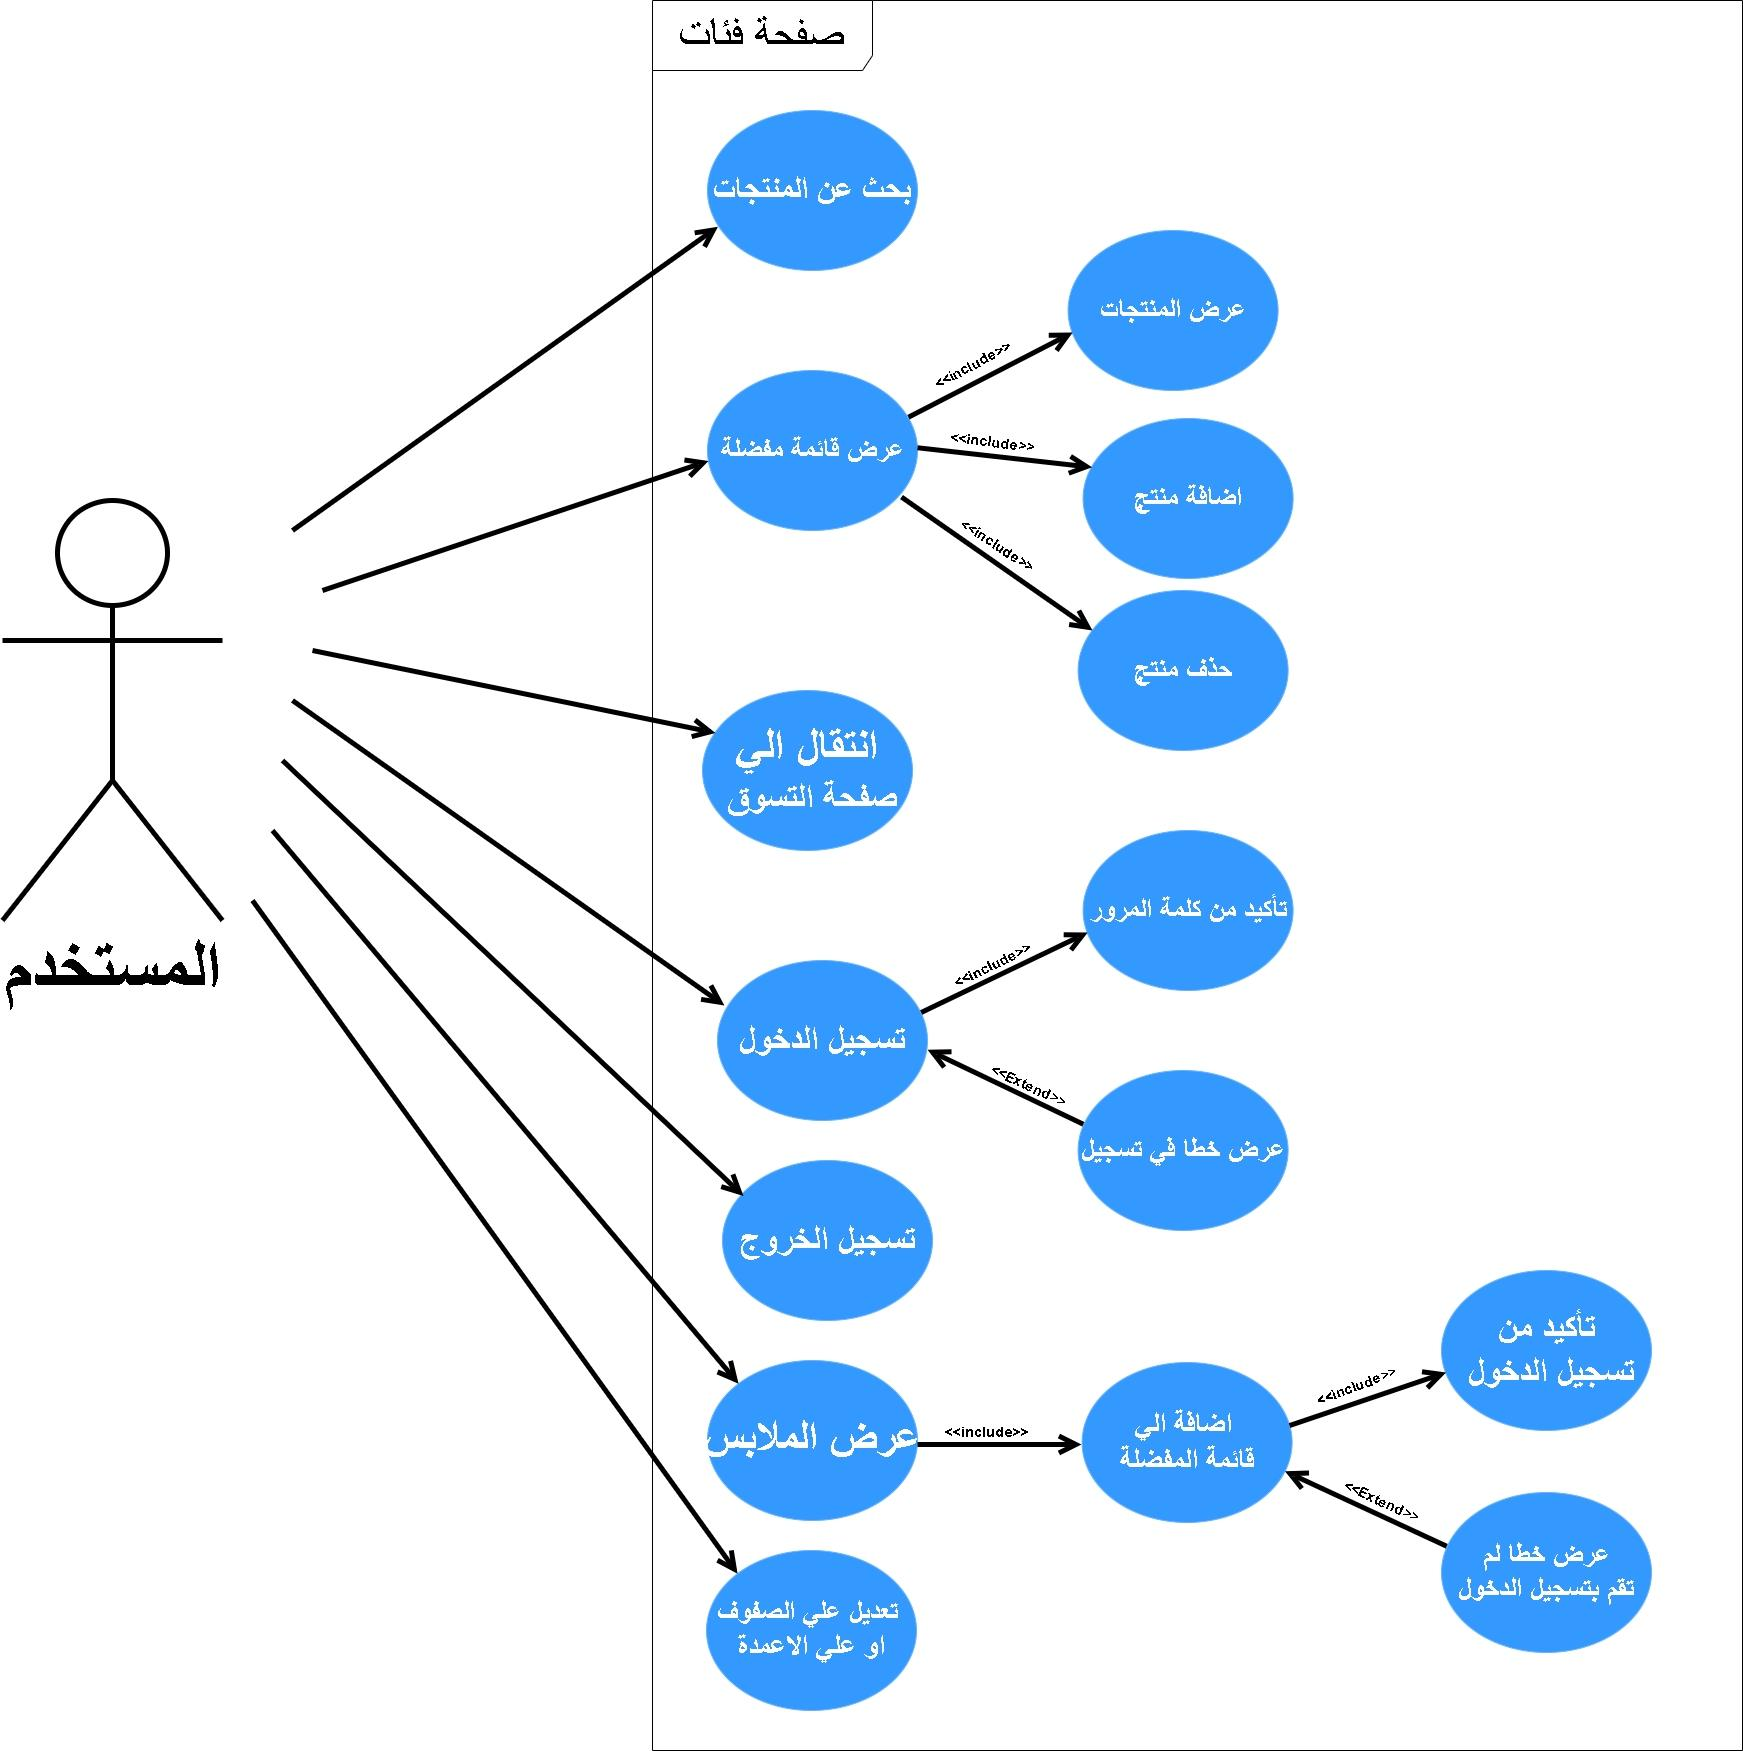 صفحة فئات
بحث عن المنتجات
عرض المنتجات
<<include>>
عرض قائمة مفضلة
<<include>>
اضافة منتج
<<include>>
حذف منتج
انتقال الي
صفحة التسوق
المستخدم
تأكيد من كلمة المرور
<<include>>
تسجيل الدخول
<<Extend>>
عرض خطا في تسجيل
تسجيل الخروج
عرض الملابس
<<include>>
اضافة الي
قائمة المفضلة
<<include>>
تأكيد من
تسجيل الدخول
<<Extend>>
عرض خطا لم
تقم بتسجيل الدخول
تعديل علي الصفوف
او علي الاعمدة